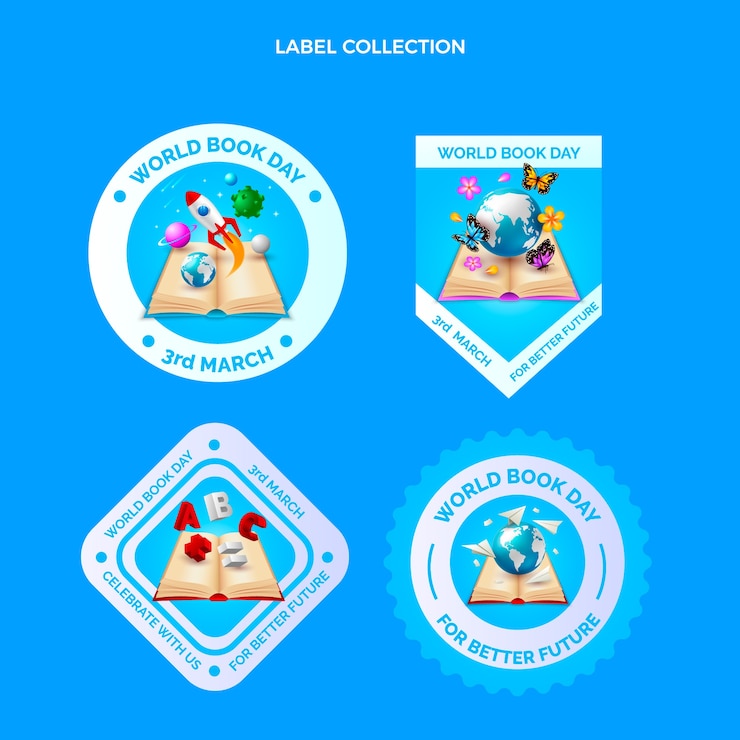 LABEL COLLECTION
WORLD BOOK DAY
3rd MARCH
WORLD BOOK DAY
3rd MARCH
FOR BETTER FUTURE
WORLD BOOK DAY
3rd MARCH
A B C
CELEBRATE WITH US
FOR BETTER FUTURE
WORLD BOOK DAY
FOR BETTER FUTURE